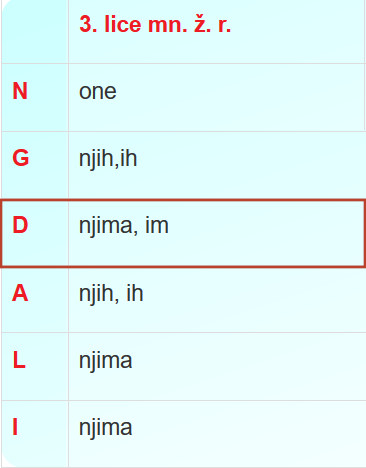 3. lice mn. ž. r.
N one
G njih,ih
D njima, im
A njih, ih
L njima
I njima